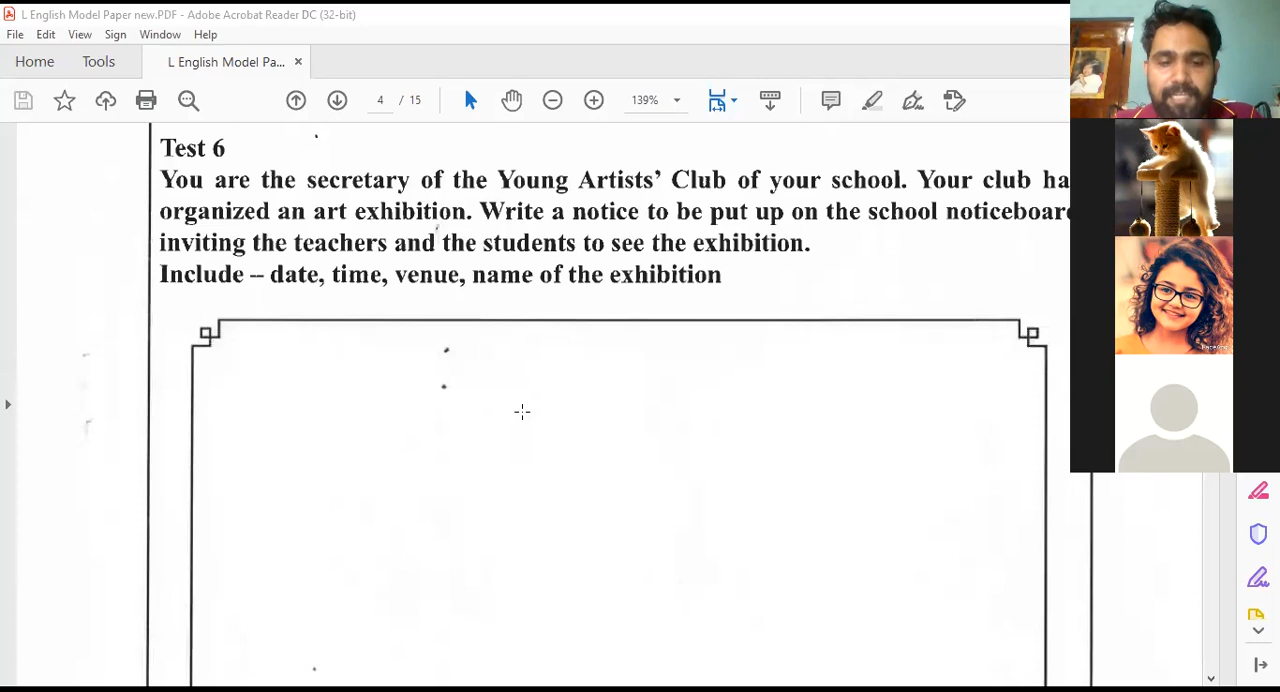 L English Model Paper new.PDF - Adobe Acrobat Reader DC (32-bit)
File Edit View Sign Window Help
Home Tools L English Model Pa... ×
4 / 15 139%
Test 6
You are the secretary of the Young Artists' Club of your school. Your club ha
organized an art exhibition. Write a notice to be put up on the school noticeboard
inviting the teachers and the students to see the exhibition.
Include – date, time, venue, name of the exhibition